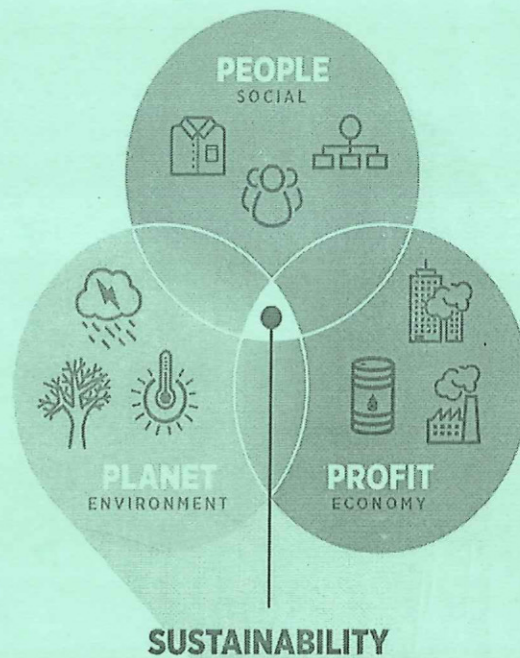 PEOPLE
SOCIAL
PLANET
ENVIRONMENT
PROFIT
ECONOMY
SUSTAINABILITY